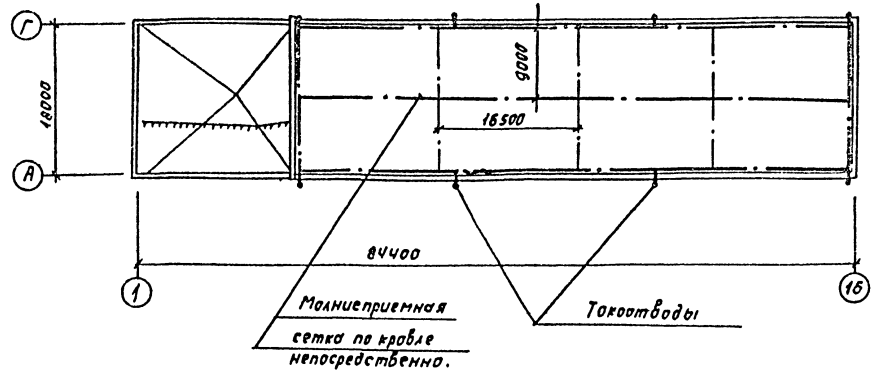 Г
18000
А
9000
16500
84400
1
16
Молниеприемная
сетка по кровле
непосредственно.
Токоотводы